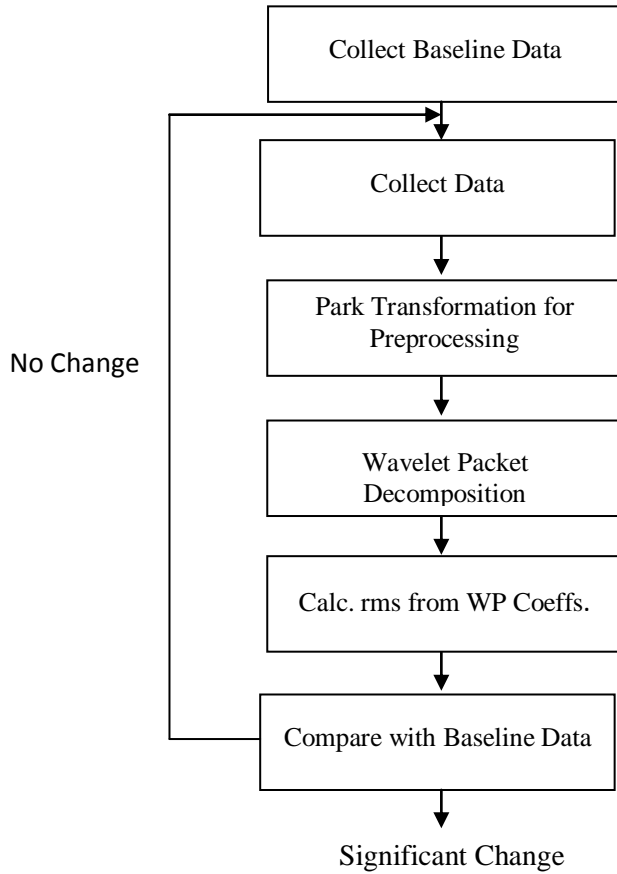 Collect Baseline Data
Collect Data
Park Transformation for
Preprocessing
No Change
Wavelet Packet
Decomposition
Calc. rms from WP Coeffs.
Compare with Baseline Data
Significant Change